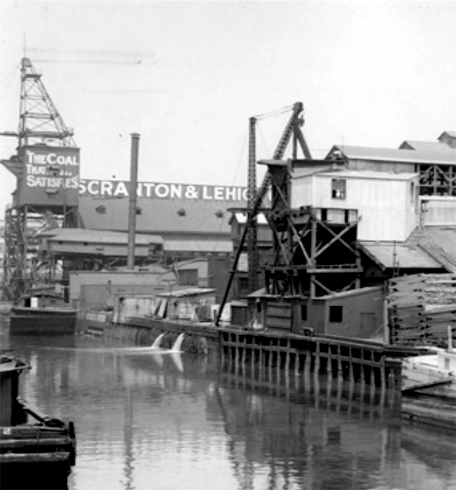 THE COAL
THAT
SATISFIES
SCRANTON & LEHIGH